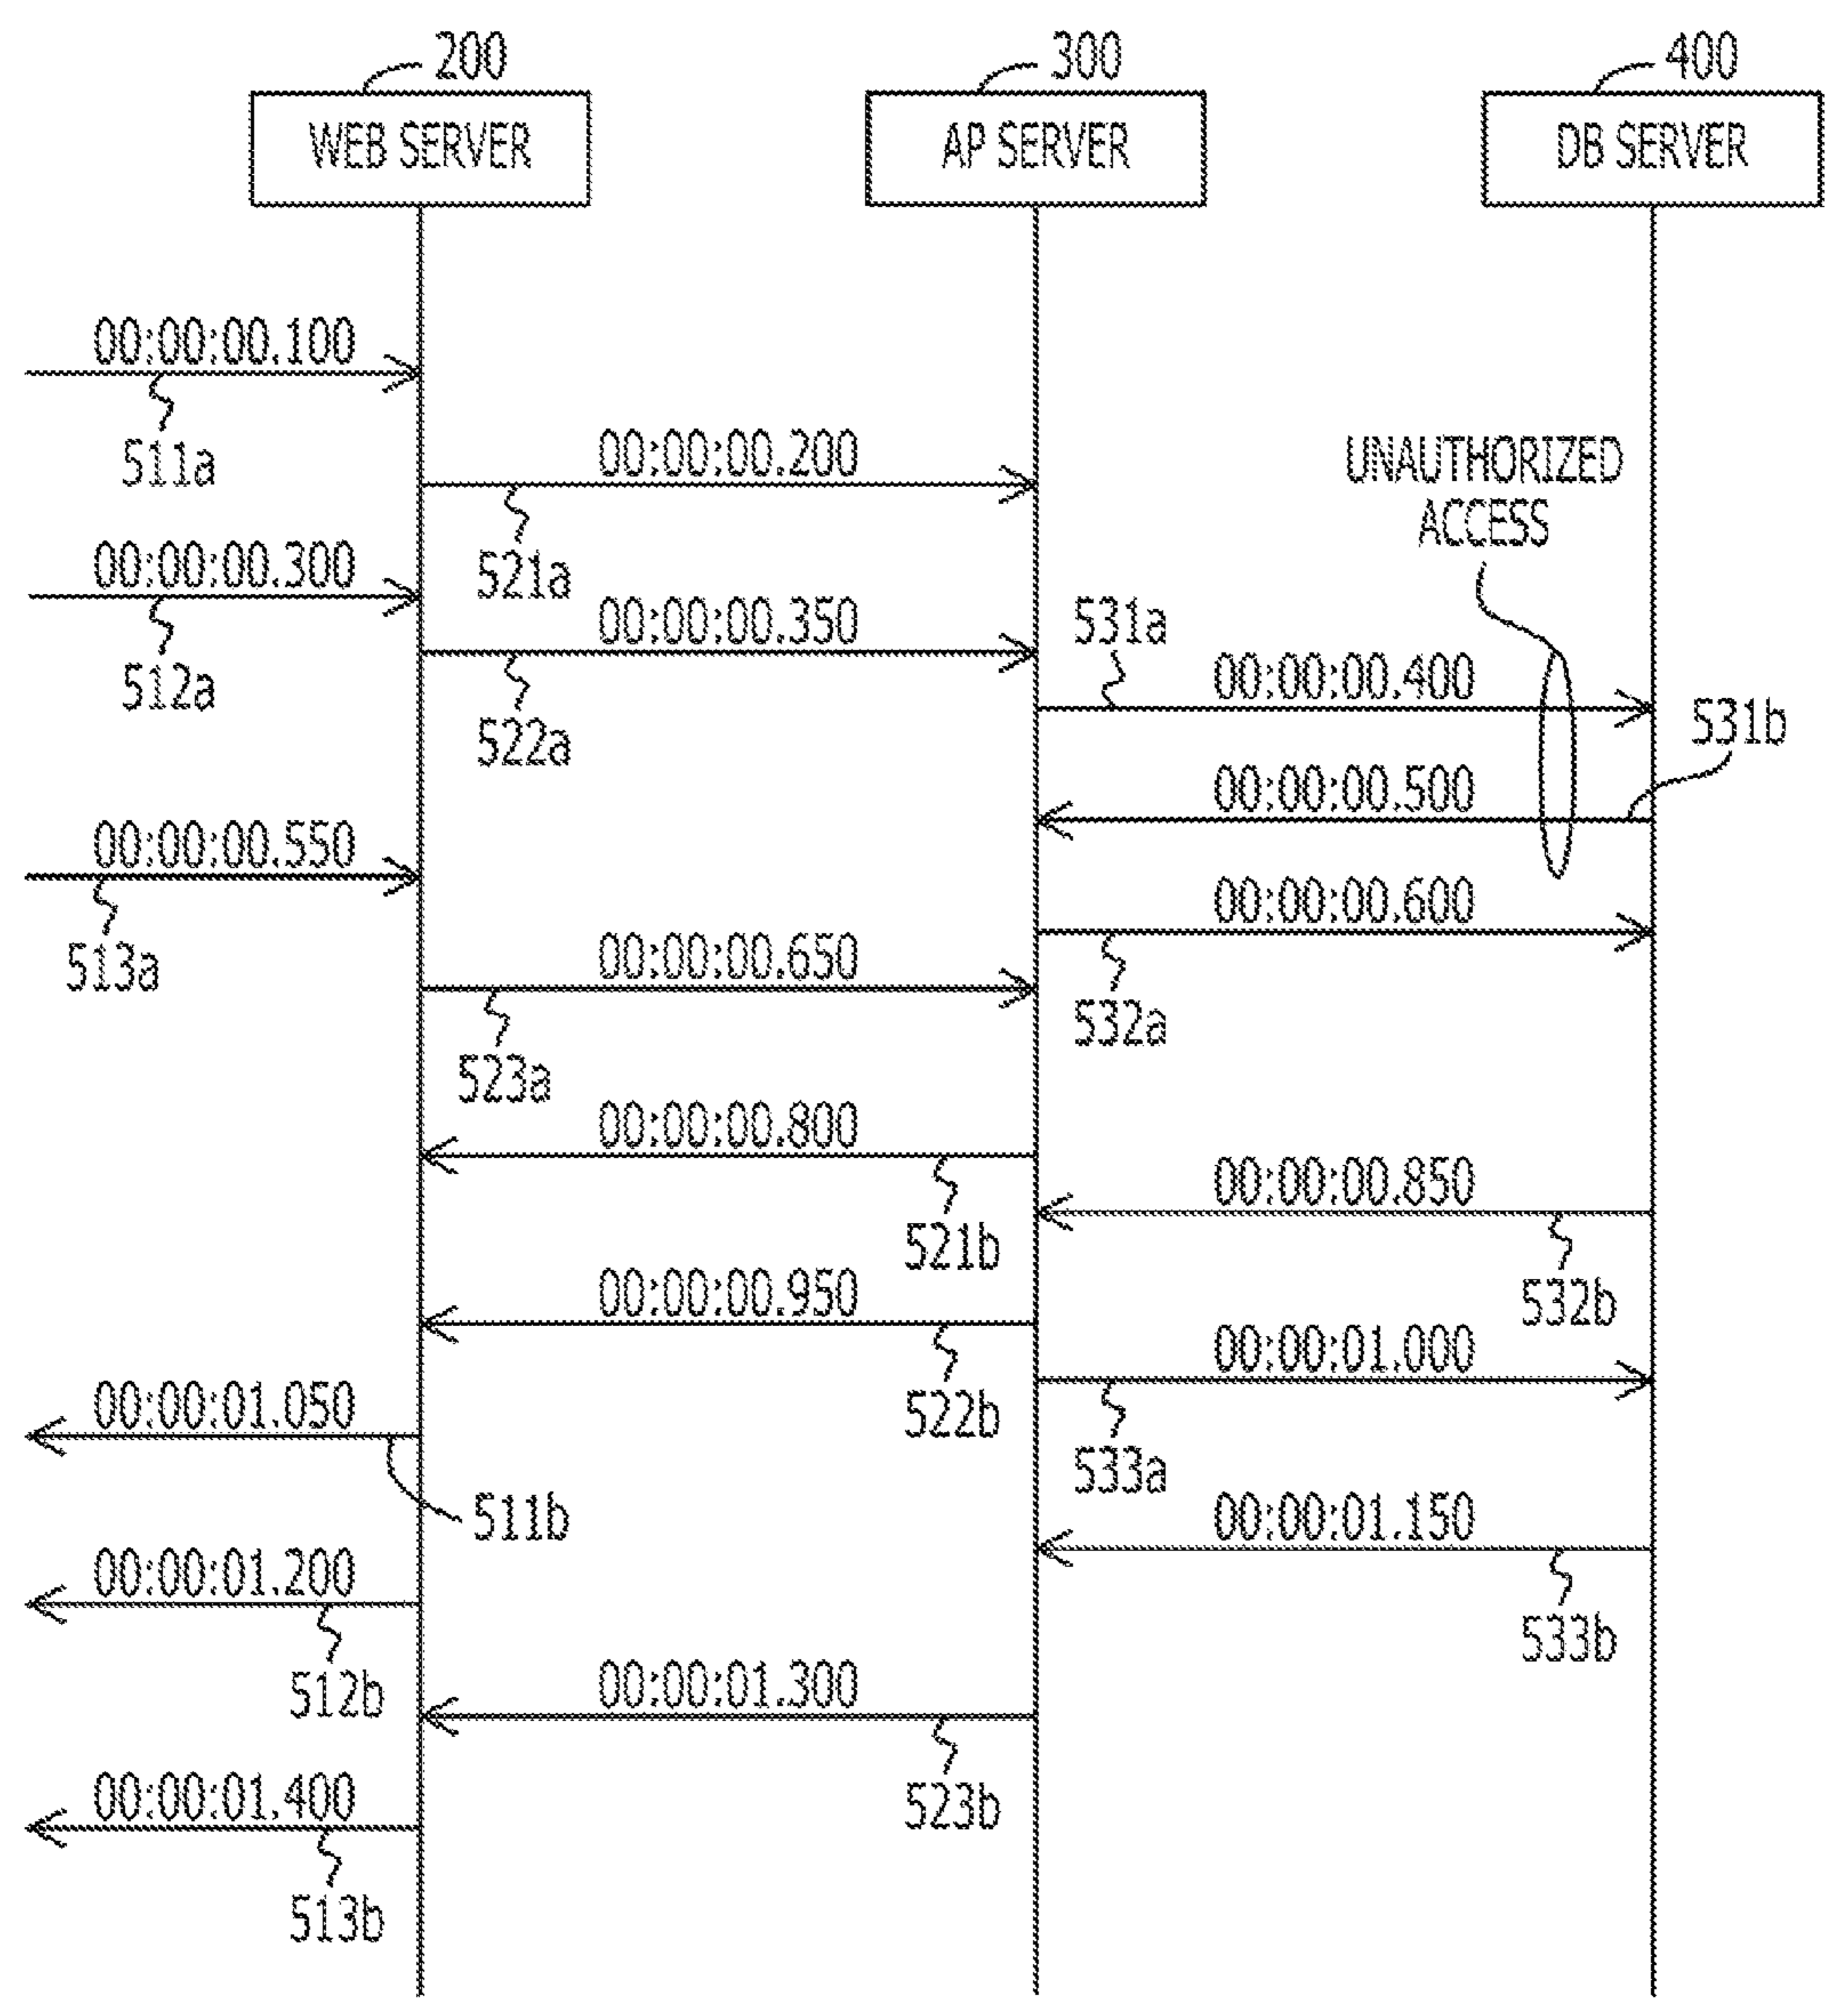 200
300
400
WEB SERVER
AP SERVER
DB SERVER
00:00:00.100
511a
00:00:00.200
521a
UNAUTHORIZED
ACCESS
00:00:00.300
512a
00:00:00.350
522a
531a
00:00:00.400
531b
00:00:00.500
00:00:00.550
513a
00:00:00.600
532a
00:00:00.650
523a
00:00:00.800
521b
00:00:00.850
532b
00:00:00.950
522b
00:00:01.000
533a
00:00:01.050
511b
00:00:01.150
533b
00:00:01.200
512b
00:00:01.300
523b
00:00:01.400
513b